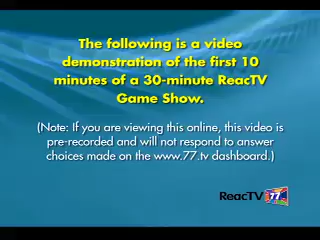 The following is a video
demonstration of the first 10
minutes of a 30-minute ReacTV
Game Show.
(Note: If you are viewing this online, this video is
pre-recorded and will not respond to answer
choices made on the www.77.tv dashboard.)
ReacTV 77